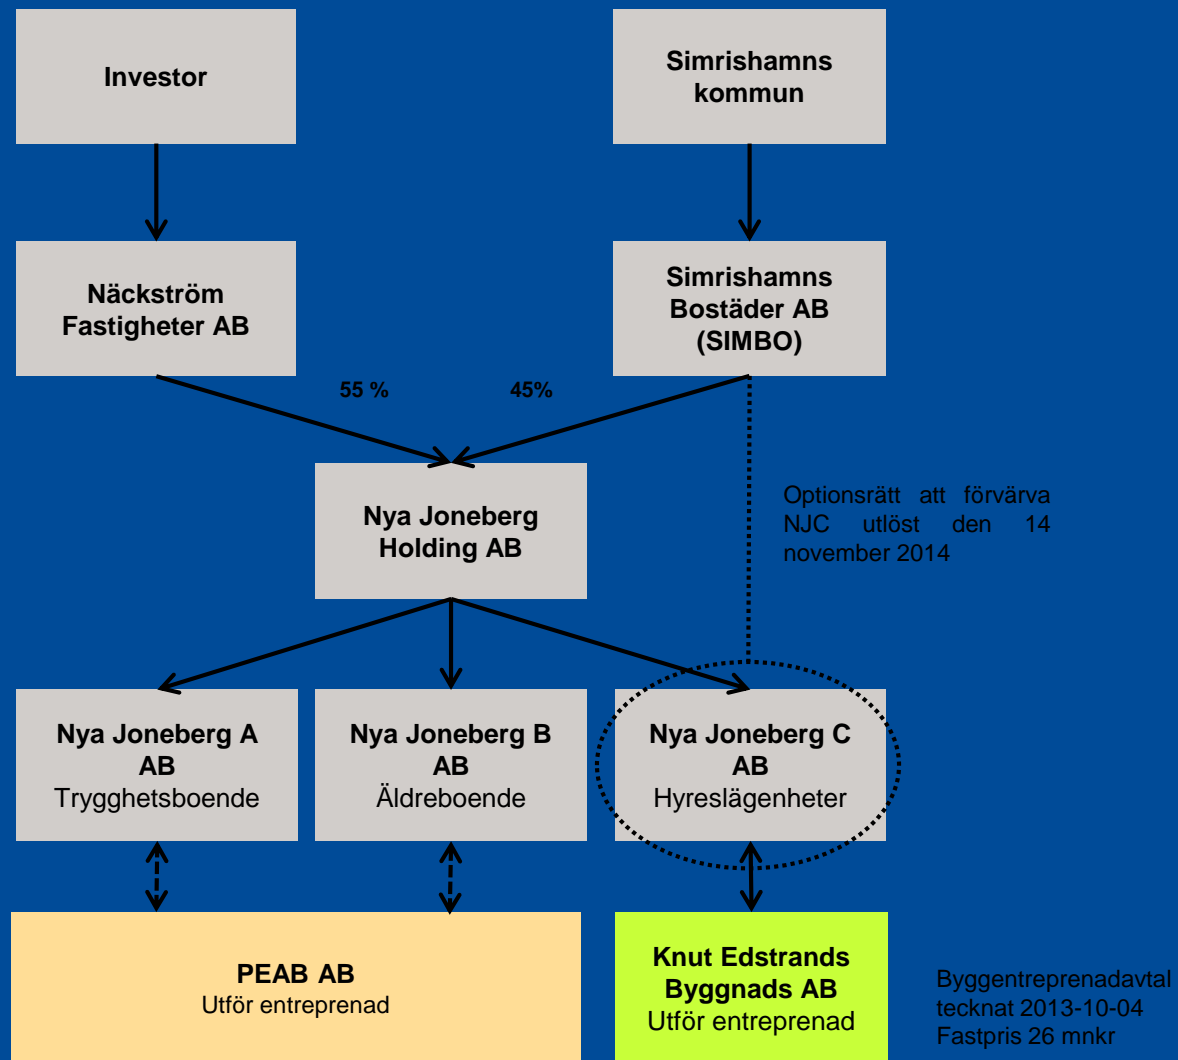 Investor
Simrishamns
kommun
Näckström
Fastigheter AB
Simrishamns
Bostäder AB
(SIMBO)
55 %
45%
Nya Joneberg
Holding AB
Optionsrätt att förvärva
NJC utlöst den 14
november 2014
Nya Joneberg A
AB
Trygghetsboende
Nya Joneberg B
AB
Äldreboende
Nya Joneberg C
AB
Hyreslägenheter
PEAB AB
Utför entreprenad
Knut Edstrands
Byggnads AB
Utför entreprenad
Byggentreprenadavtal
tecknat 2013-10-04
Fastpris 26 mnkr